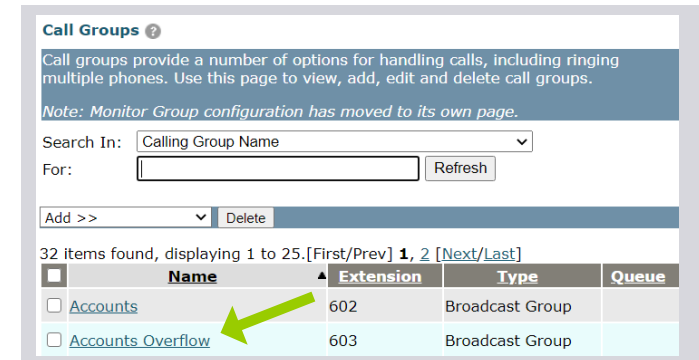 Call Groups ?
Call groups provide a number of options for handling calls, including ringing
multiple phones. Use this page to view, add, edit and delete call groups.
Note: Monitor Group configuration has moved to its own page.
Search In: Calling Group Name
For: Refresh
Add >> Delete
32 items found, displaying 1 to 25.[First/Prev] 1, 2 [Next/Last]
Name Extension Type Queue
Accounts 602 Broadcast Group
Accounts Overflow 603 Broadcast Group